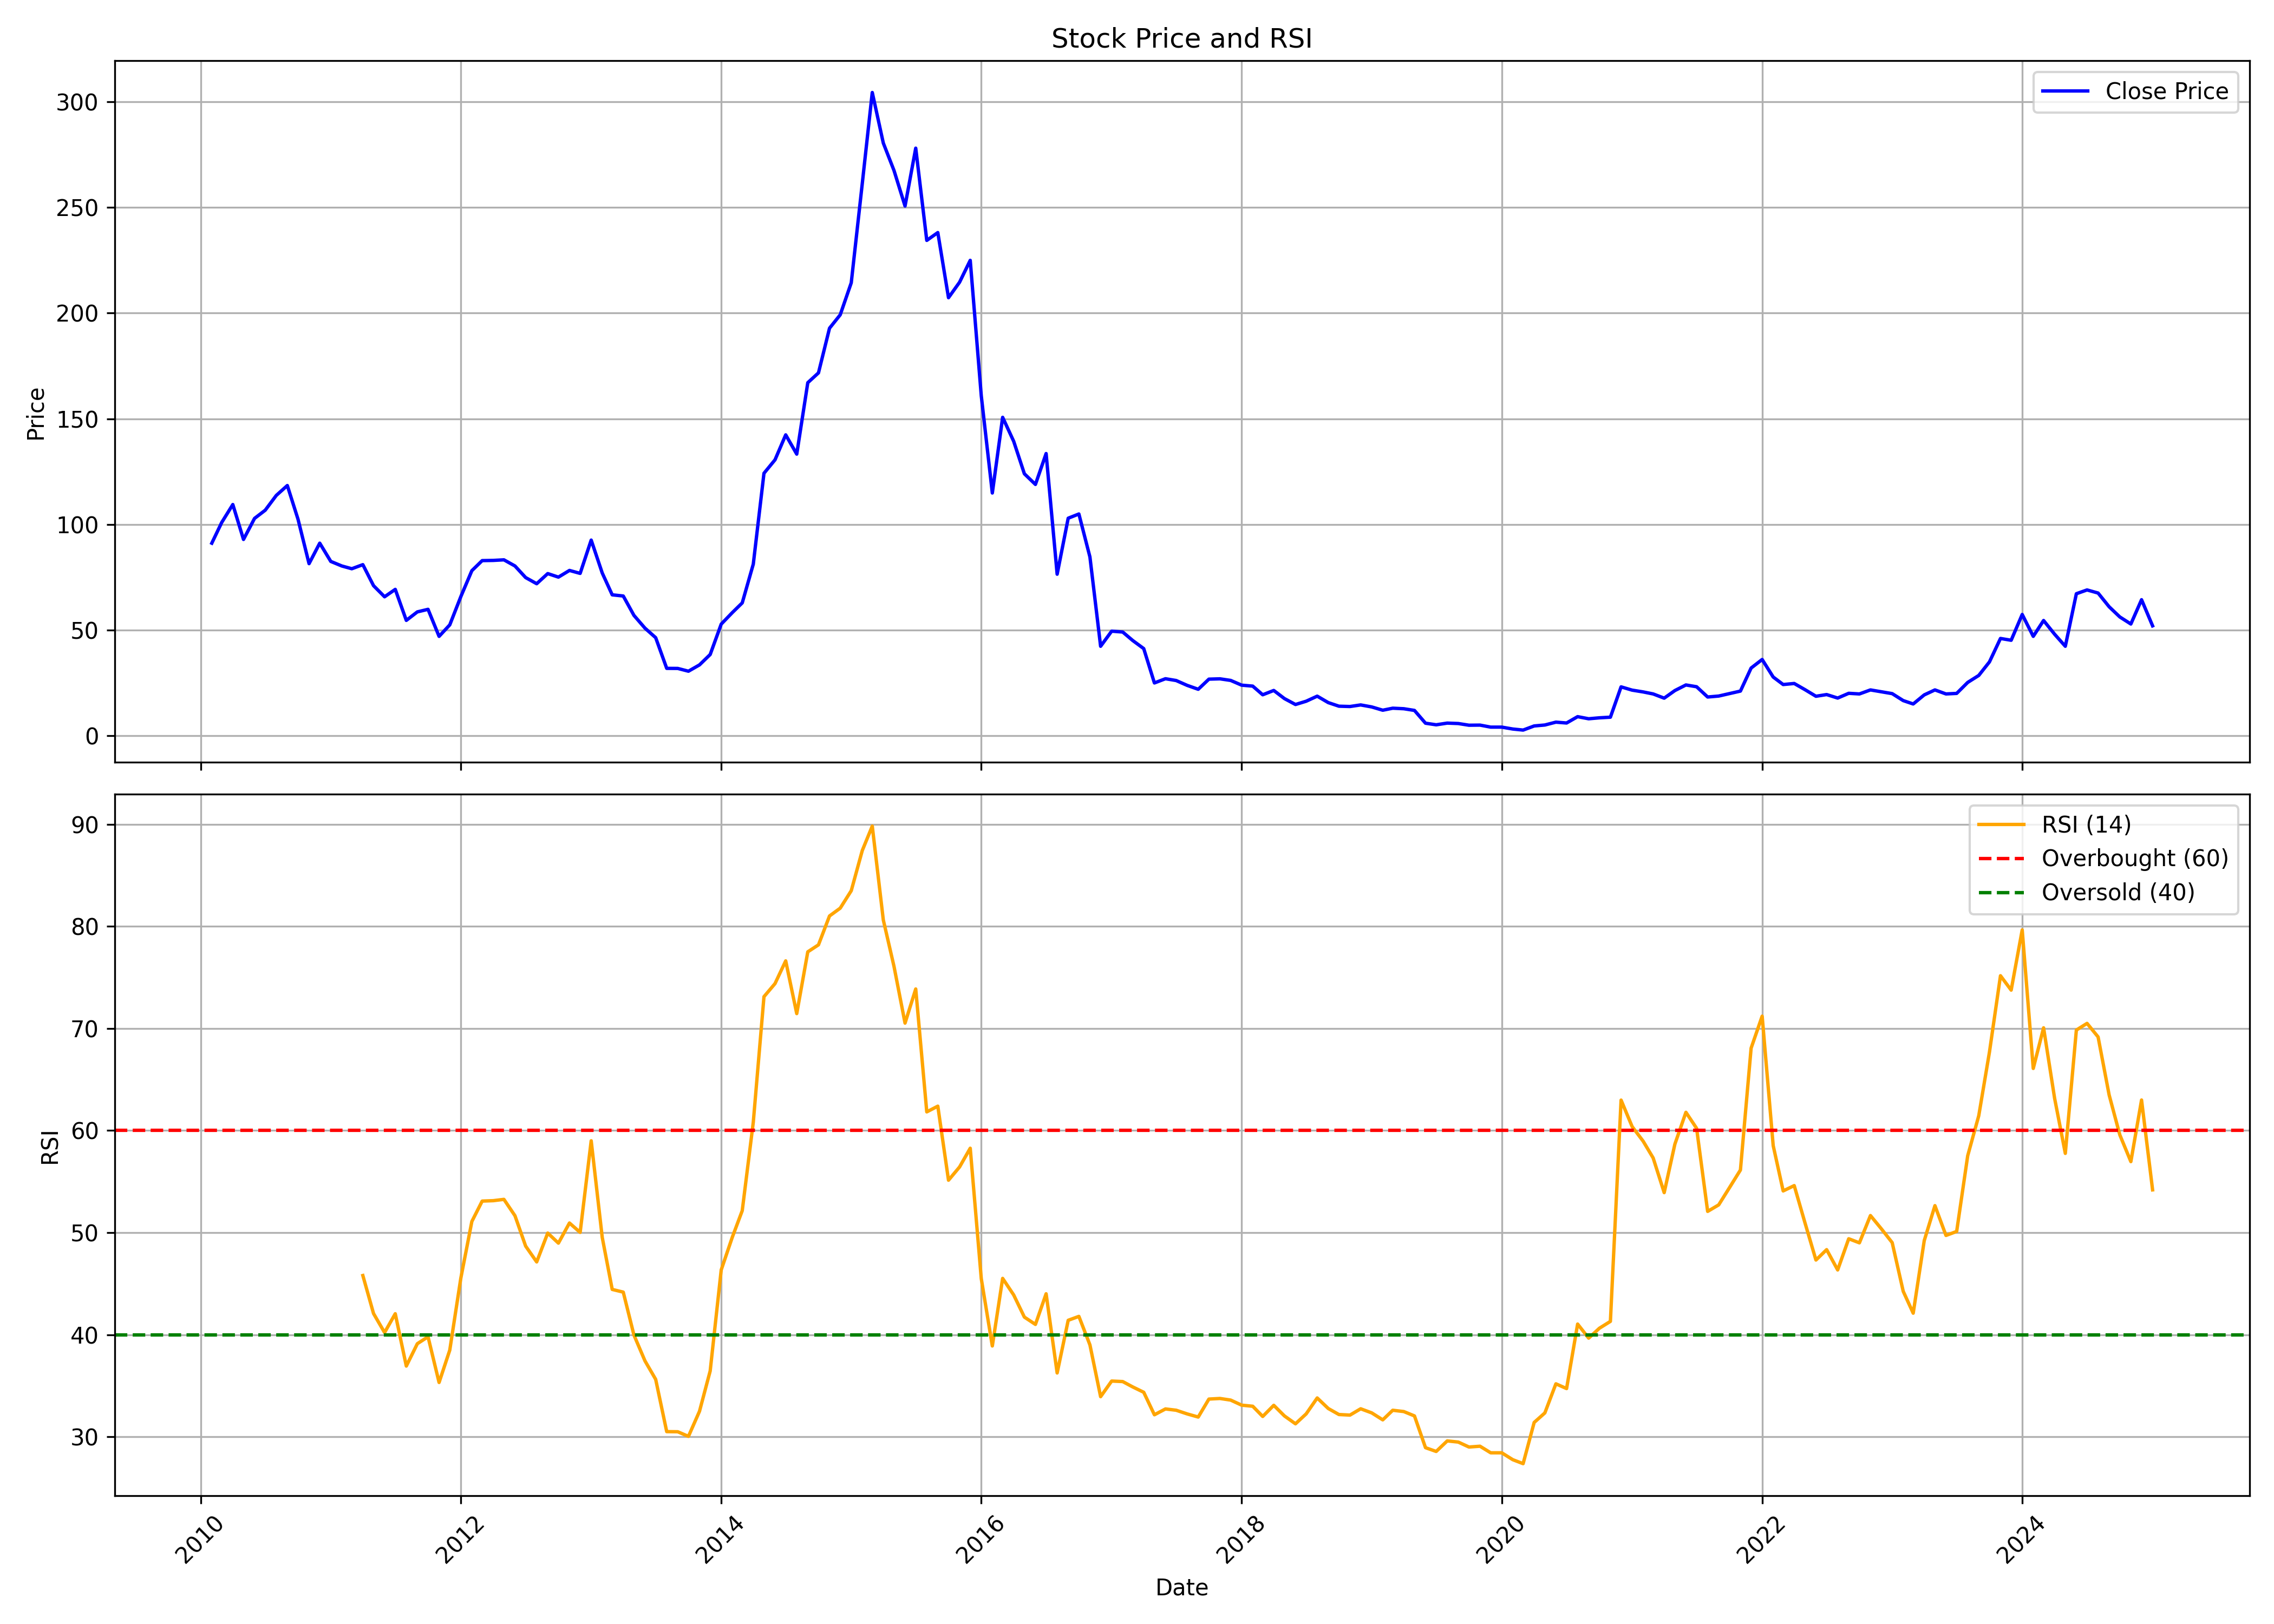 Stock Price and RSI
Close Price
300
250
200
150
100
50
0
Price
RSI (14)
Overbought (60)
Oversold (40)
90
80
70
60
50
40
30
RSI
2010
2012
2014
2016
2018
2020
2022
2024
Date